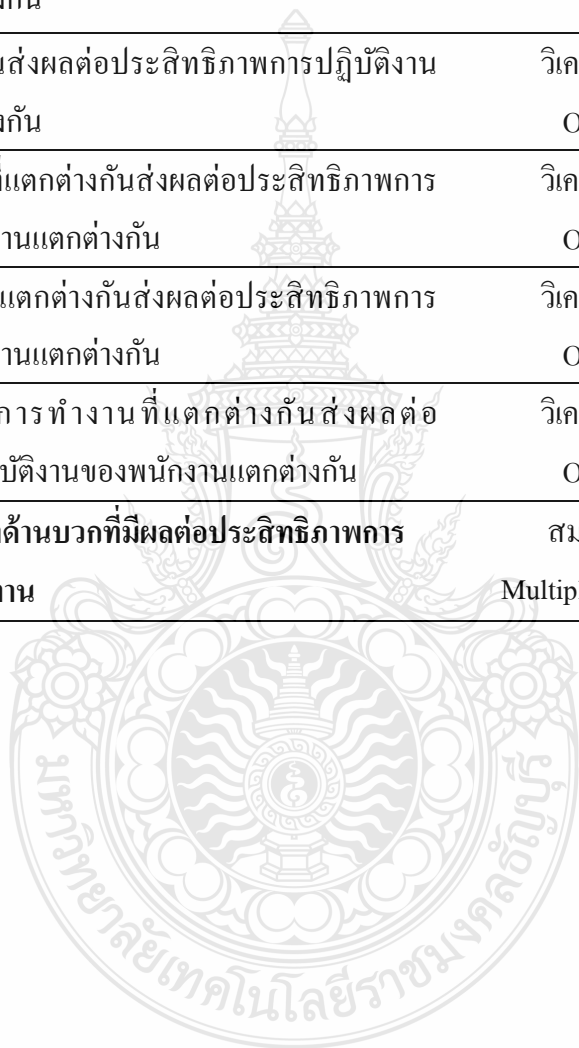 งกัน
นส่งผลต่อประสิทธิภาพการปฏิบัติงาน วิเค
งกัน O
ี่แตกต่างกันส่งผลต่อประสิทธิภาพการ วิเค
านแตกต่างกัน O
แตกต่างกันส่งผลต่อประสิทธิภาพการ วิเค
านแตกต่างกัน O
การทำงานที่แตกต่างกันส่งผลต่อ วิเค
บัติงานของพนักงานแตกต่างกัน O
ด้านบวกที่มีผลต่อประสิทธิภาพการ สม
าน Multip
มหาวิทยาลัยเทคโนโลยีราชมงคลธัญบุรี